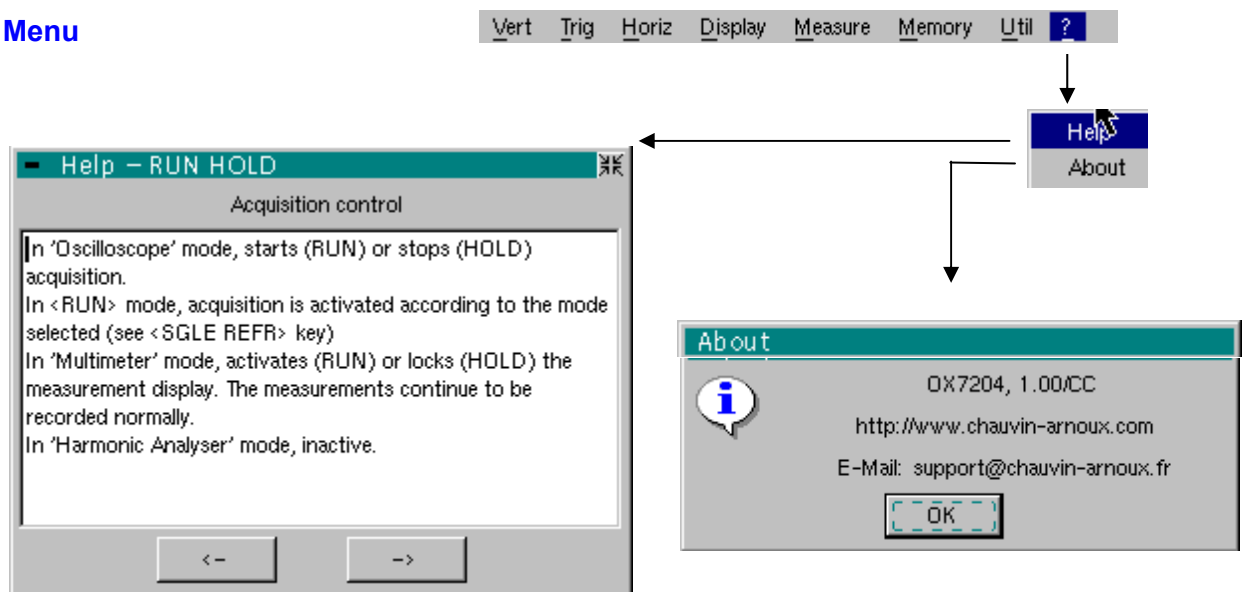 Menu
Vert Trig Horiz Display Measure Memory Util ?
Help
About
Help – RUN HOLD
Acquisition control
In 'Oscilloscope' mode, starts (RUN) or stops (HOLD)
acquisition.
In <RUN> mode, acquisition is activated according to the mode
selected (see <SGLE REFR> key)
In 'Multimeter' mode, activates (RUN) or locks (HOLD) the
measurement display. The measurements continue to be
recorded normally.
In 'Harmonic Analyser' mode, inactive.
<- ->
About
OX7204, 1.00/CC
http://www.chauvin-arnoux.com
E-Mail: support@chauvin-arnoux.fr
OK